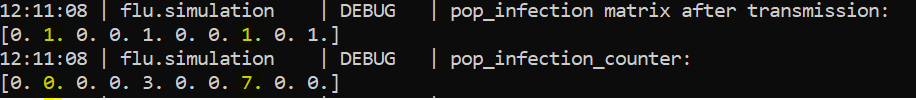 12:11:08 | flu.simulation | DEBUG | pop_infection matrix after transmission:
[0. 1. 0. 0. 1. 0. 0. 1. 0. 1.]
12:11:08 | flu.simulation | DEBUG | pop_infection_counter:
[0. 0. 0. 0. 3. 0. 0. 7. 0. 0.]